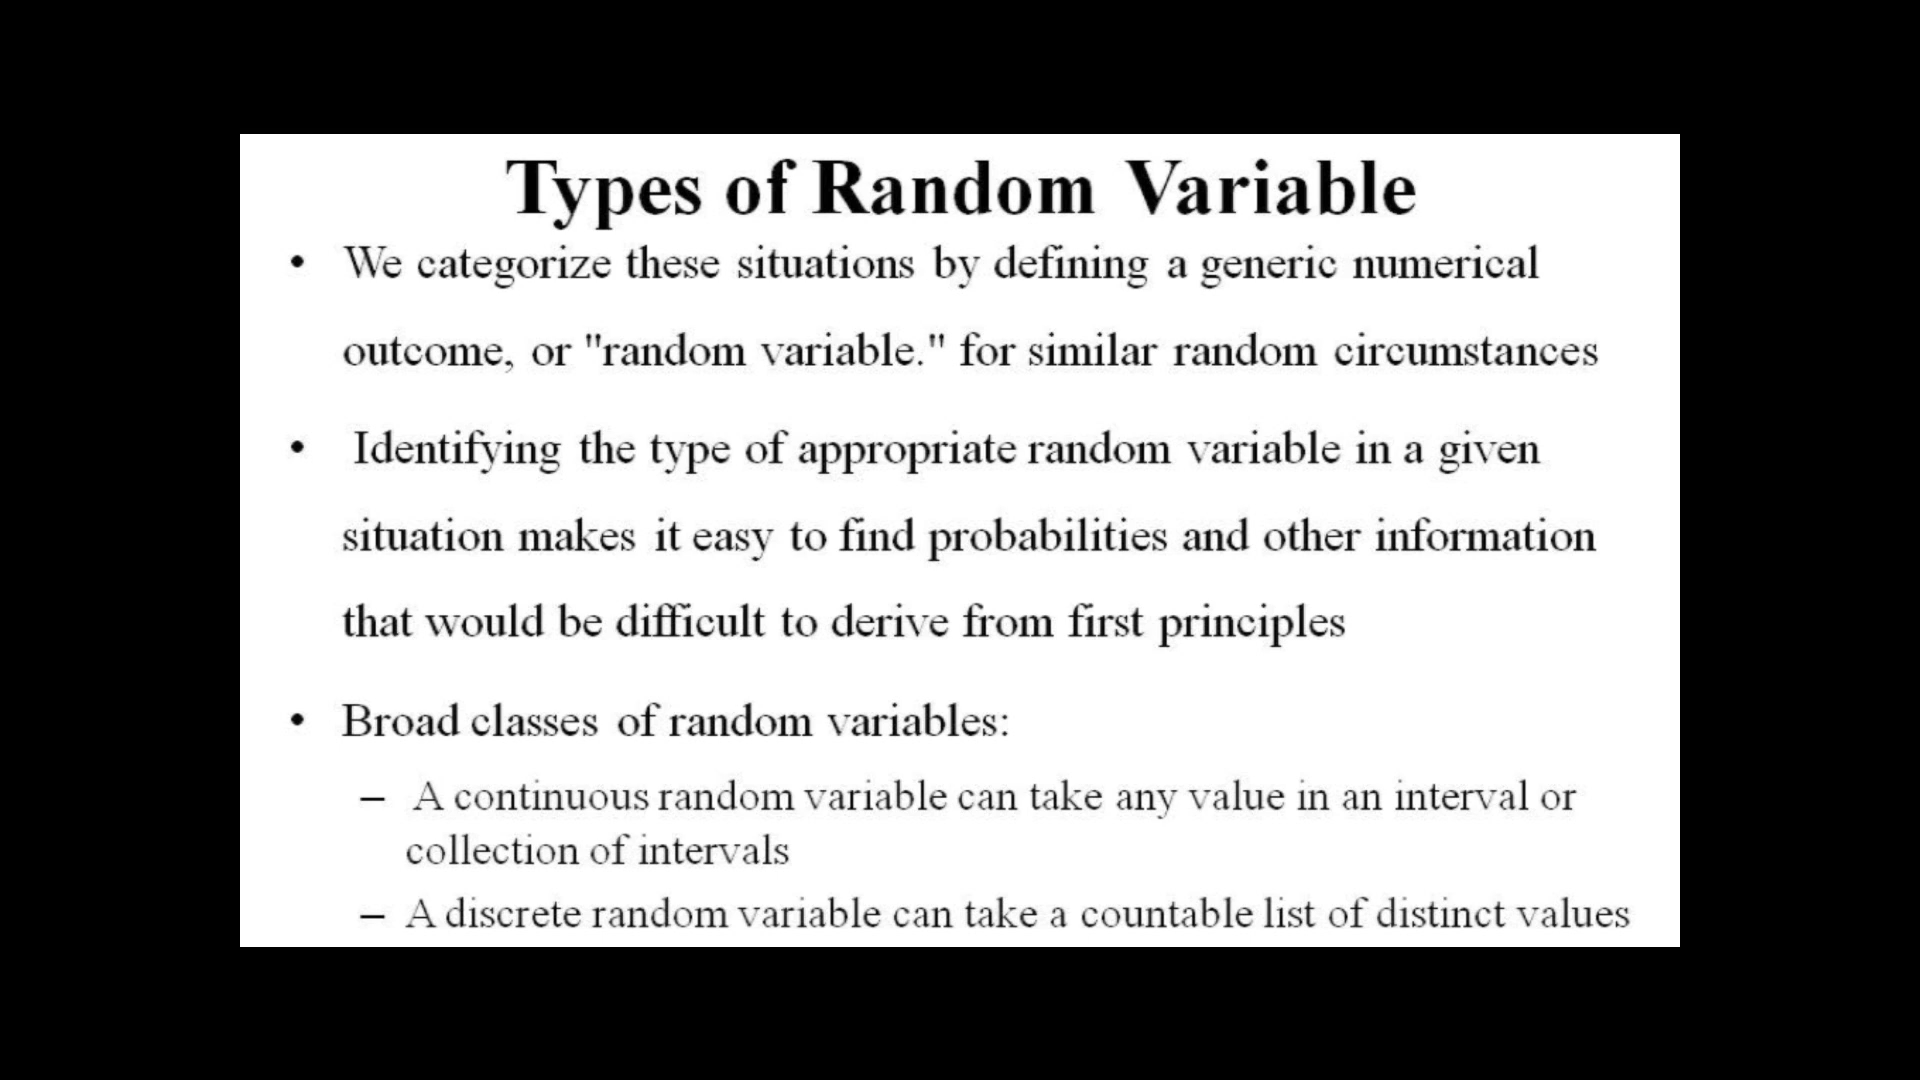 Types of Random Variable
• We categorize these situations by defining a generic numerical
outcome, or "random variable." for similar random circumstances
• Identifying the type of appropriate random variable in a given
situation makes it easy to find probabilities and other information
that would be difficult to derive from first principles
• Broad classes of random variables:
– A continuous random variable can take any value in an interval or
collection of intervals
– A discrete random variable can take a countable list of distinct values